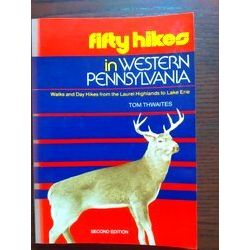 fifty hikes
in WESTERN
PENNSYLVANIA
Walks and Day Hikes from the Laurel Highlands to Lake Erie
TOM THWAITES
SECOND EDITION